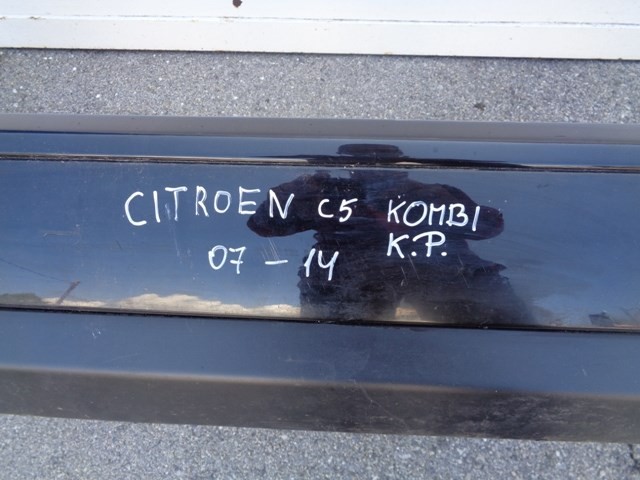 CITROEN C5 KOMBI
07 - 14 K.P.